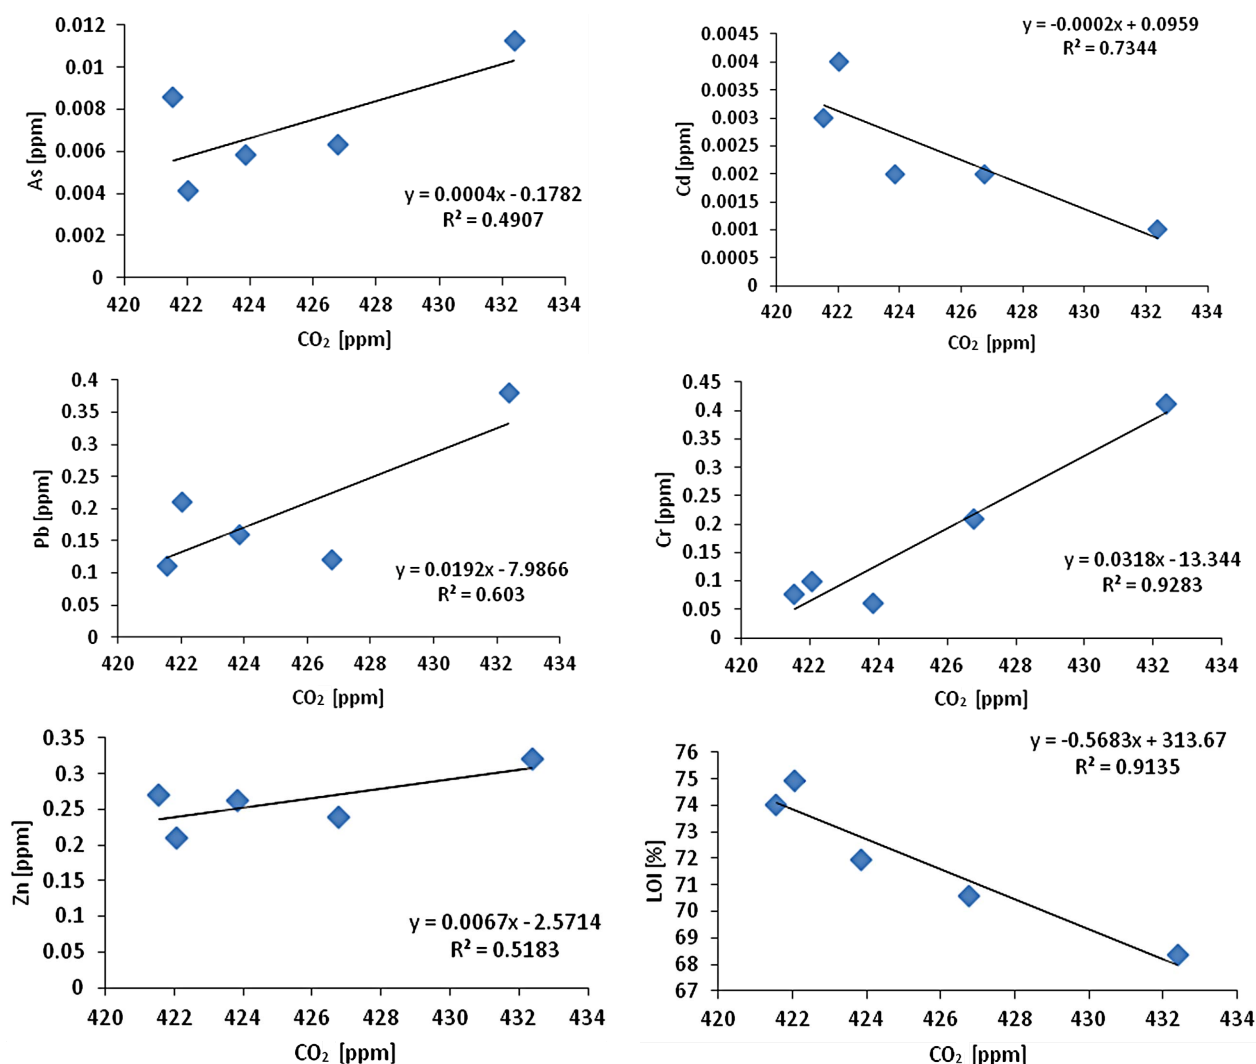 As [ppm]
0.012
0.01
0.008
0.006
0.004
0.002
0
y = 0.0004x - 0.1782
R² = 0.4907
420 422 424 426 428 430 432 434
CO₂ [ppm]
y = -0.0002x + 0.0959
R² = 0.7344
Cd [ppm]
0.0045
0.004
0.0035
0.003
0.0025
0.002
0.0015
0.001
0.0005
0
420 422 424 426 428 430 432 434
CO₂ [ppm]
Pb [ppm]
0.4
0.35
0.3
0.25
0.2
0.15
0.1
0.05
0
y = 0.0192x - 7.9866
R² = 0.603
420 422 424 426 428 430 432 434
CO₂ [ppm]
Cr [ppm]
0.45
0.4
0.35
0.3
0.25
0.2
0.15
0.1
0.05
0
y = 0.0318x - 13.344
R² = 0.9283
420 422 424 426 428 430 432 434
CO₂ [ppm]
Zn [ppm]
0.35
0.3
0.25
0.2
0.15
0.1
0.05
0
y = 0.0067x - 2.5714
R² = 0.5183
420 422 424 426 428 430 432 434
CO₂ [ppm]
y = -0.5683x + 313.67
R² = 0.9135
LOI [%]
76
75
74
73
72
71
70
69
68
67
420 422 424 426 428 430 432 434
CO₂ [ppm]